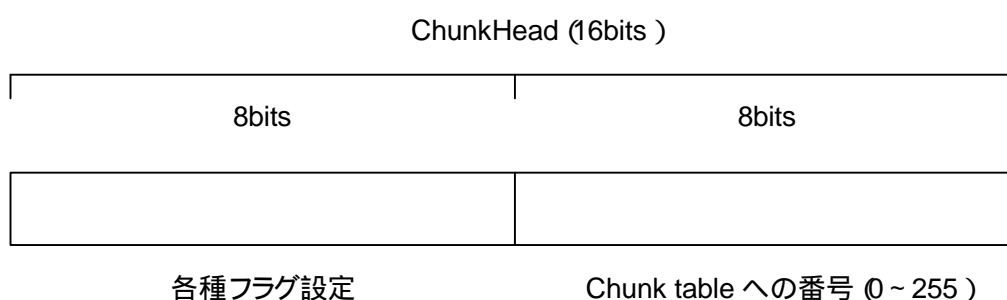 ChunkHead (16bits )
8bits 8bits
各種フラグ設定 Chunk table への番号 (0 ~ 255 )